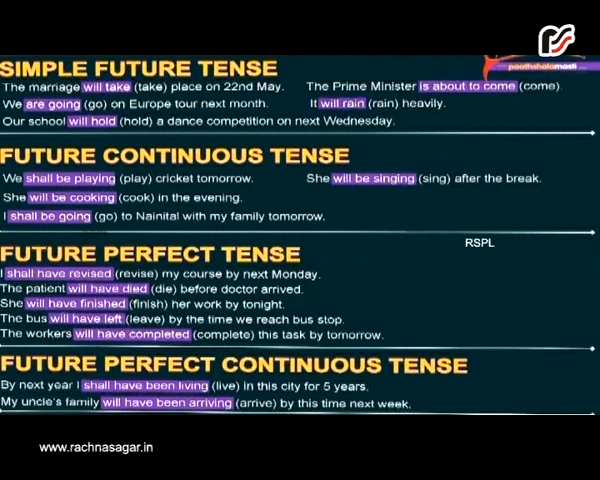 paathshalamasti
SIMPLE FUTURE TENSE
The marriage will take (take) place on 22nd May. The Prime Minister is about to come (come).
We are going (go) on Europe tour next month. It will rain (rain) heavily.
Our school will hold (hold) a dance competition on next Wednesday.
FUTURE CONTINUOUS TENSE
We shall be playing (play) cricket tomorrow. She will be singing (sing) after the break.
She will be cooking (cook) in the evening.
I shall be going (go) to Nainital with my family tomorrow.
RSPL
FUTURE PERFECT TENSE
I shall have revised (revise) my course by next Monday.
The patient will have died (die) before doctor arrived.
She will have finished (finish) her work by tonight.
The bus will have left (leave) by the time we reach bus stop.
The workers will have completed (complete) this task by tomorrow.
FUTURE PERFECT CONTINUOUS TENSE
By next year I shall have been living (live) in this city for 5 years.
My uncle's family will have been arriving (arrive) by this time next week.
www.rachnasagar.in